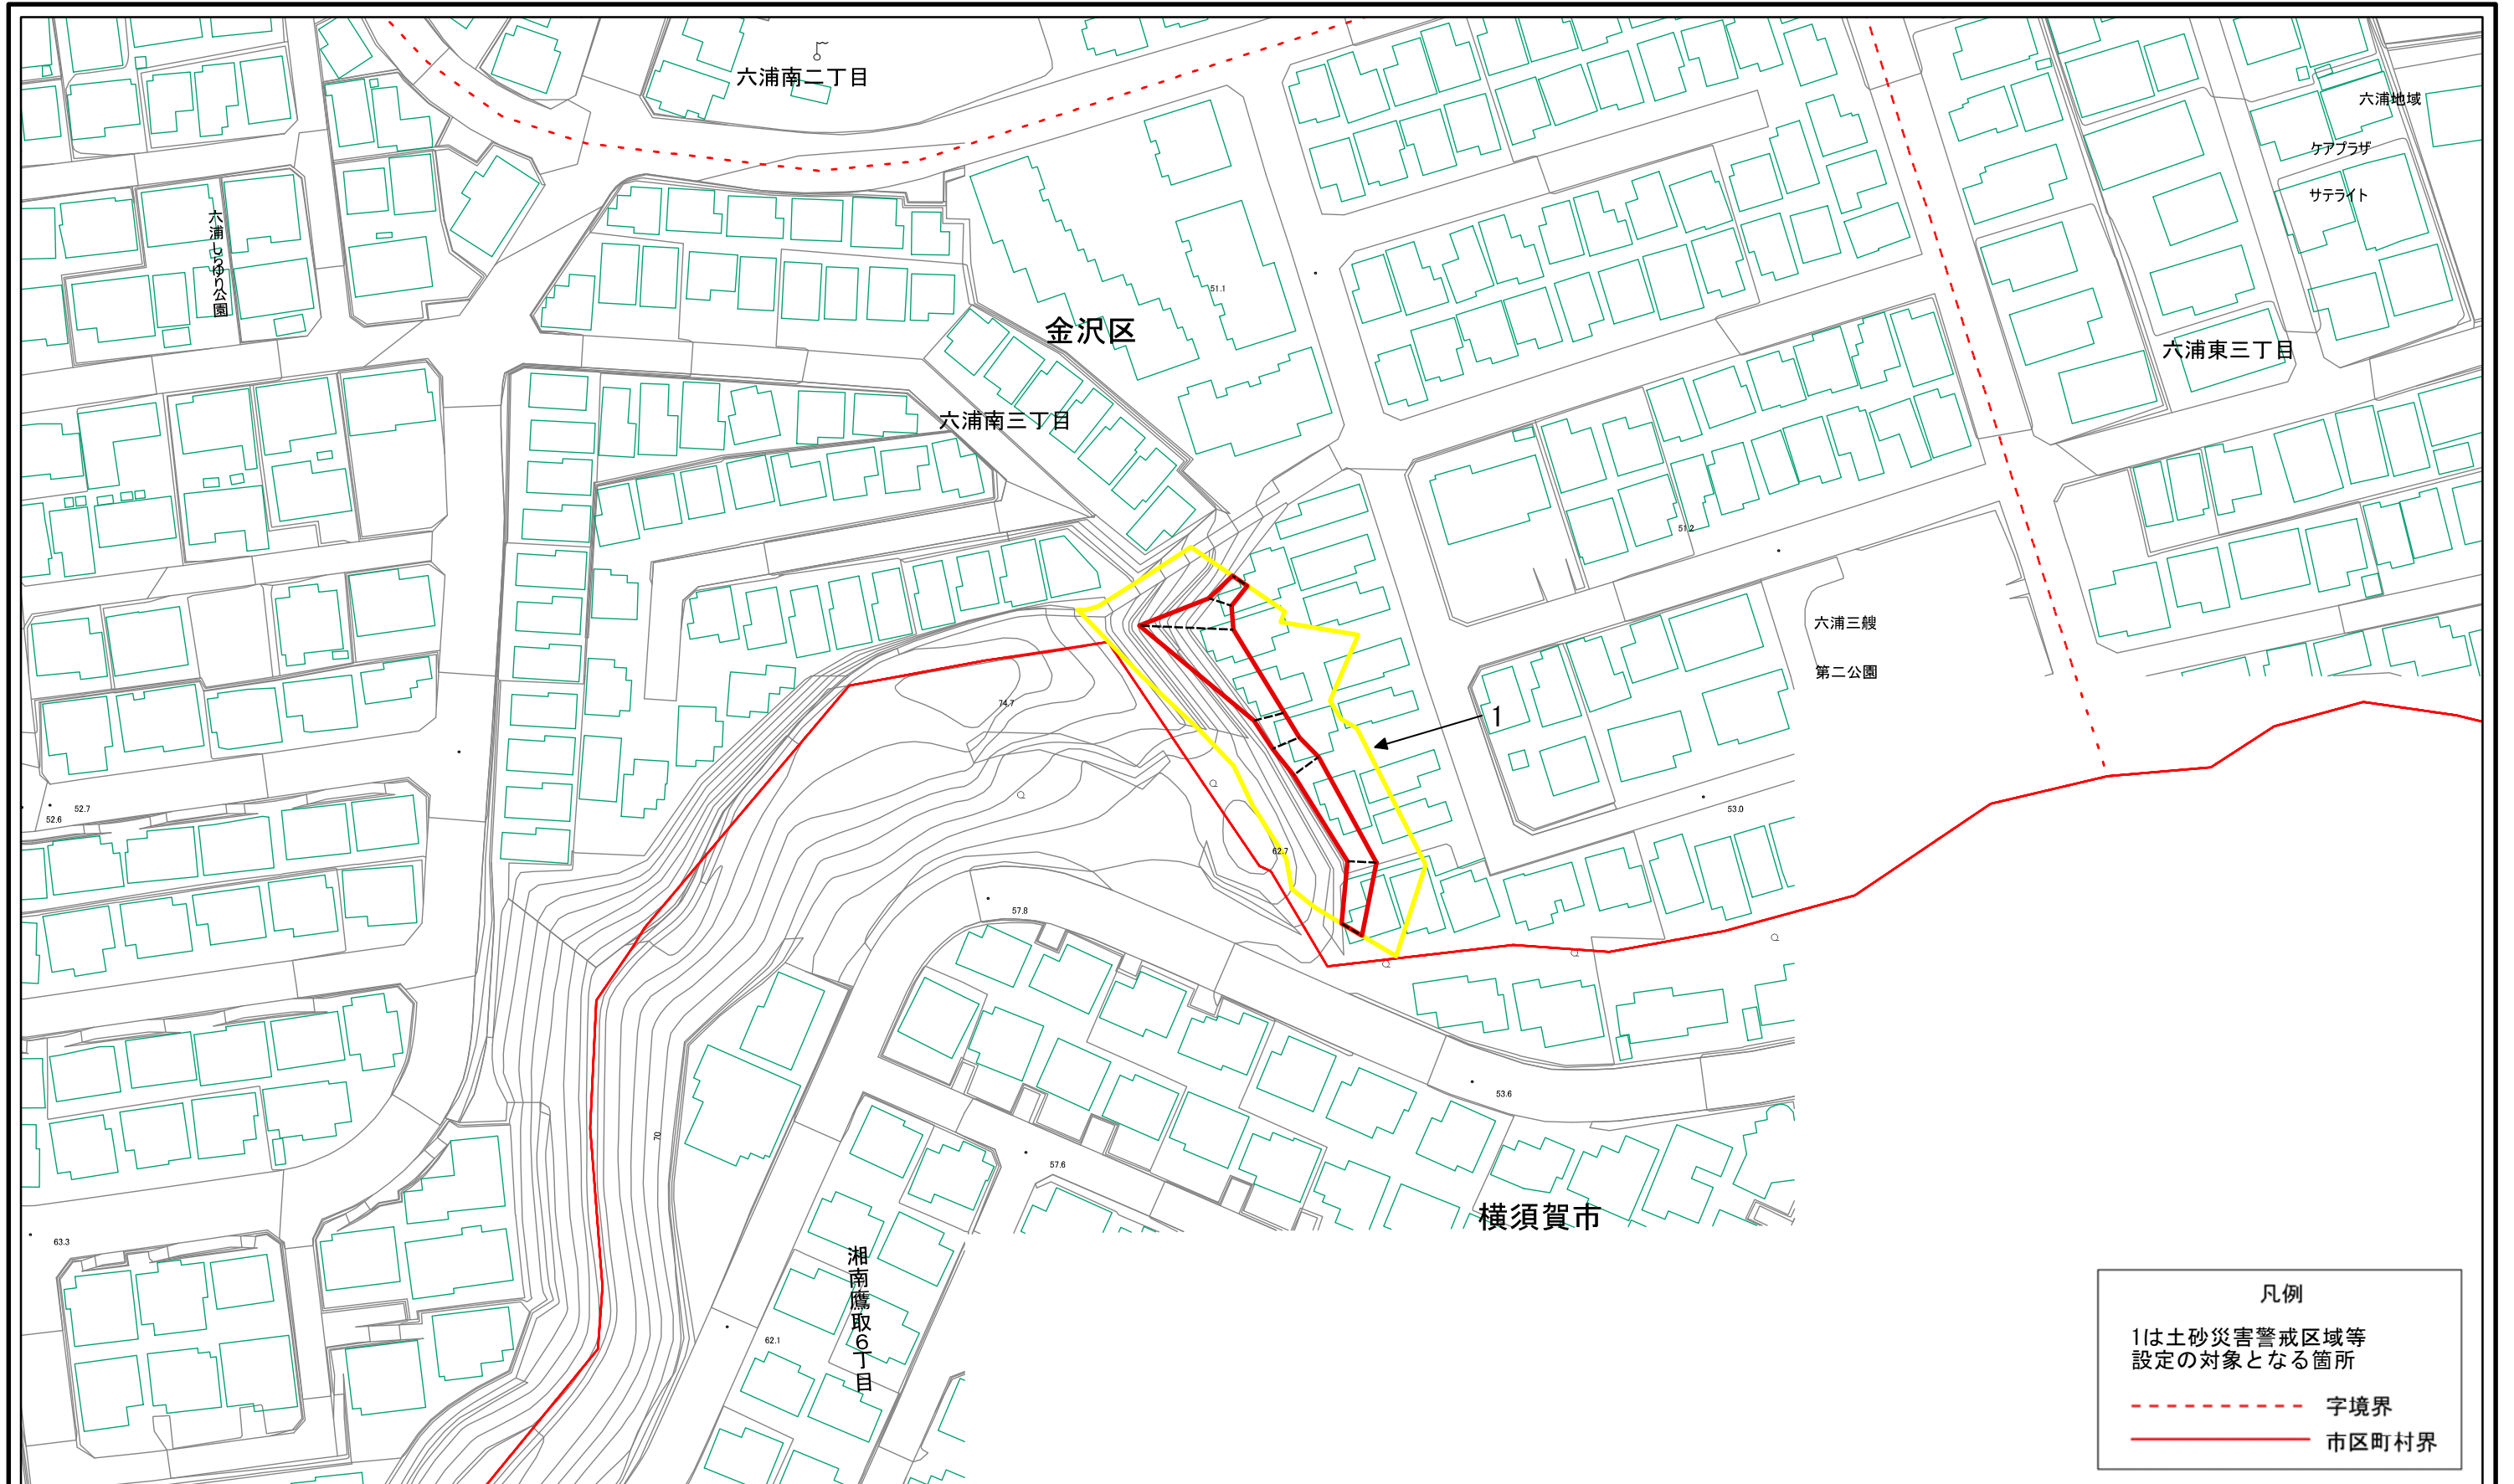 六浦南二丁目
六浦地域
ケアプラザ
サテライト
六浦しらゆり公園
51.1
金沢区
六浦東三丁目
六浦南三丁目
51.2
六浦三艘
第二公園
74.7
1
52.7
52.6
53.0
62.7
57.8
53.6
70
57.6
横須賀市
63.3
湘南鷹取6丁目
62.1
凡例
1は土砂災害警戒区域等
設定の対象となる箇所
字境界
市区町村界